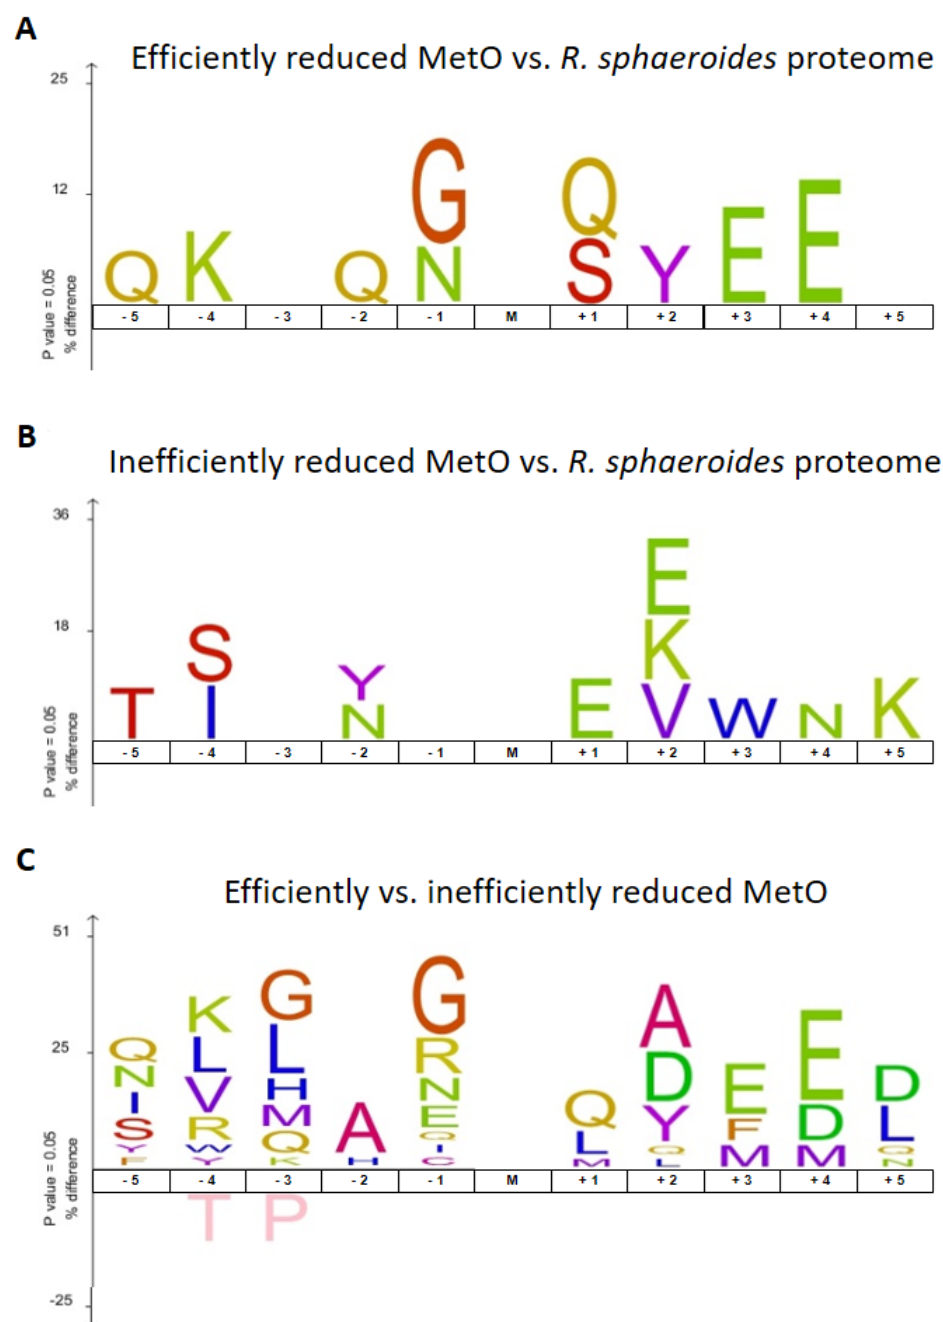 A
Efficiently reduced MetO vs. R. sphaeroides proteome
25
12
P value = 0.05
% difference
G
Q
Q K Q N S Y E E
- 5 - 4 - 3 - 2 - 1 M + 1 + 2 + 3 + 4 + 5
B
Inefficiently reduced MetO vs. R. sphaeroides proteome
36
18
P value = 0.05
% difference
E
S Y K
T I N E V W N K
- 5 - 4 - 3 - 2 - 1 M + 1 + 2 + 3 + 4 + 5
C
Efficiently vs. inefficiently reduced MetO
51
25
-25
P value = 0.05
% difference
Q N I S Y F
K L V R W Y
G L H M Q K
A H
G R N E Q I C
Q L M
A D Y Q L
E F M
E D M
D L Q N
- 5 - 4 - 3 - 2 - 1 M + 1 + 2 + 3 + 4 + 5
T P